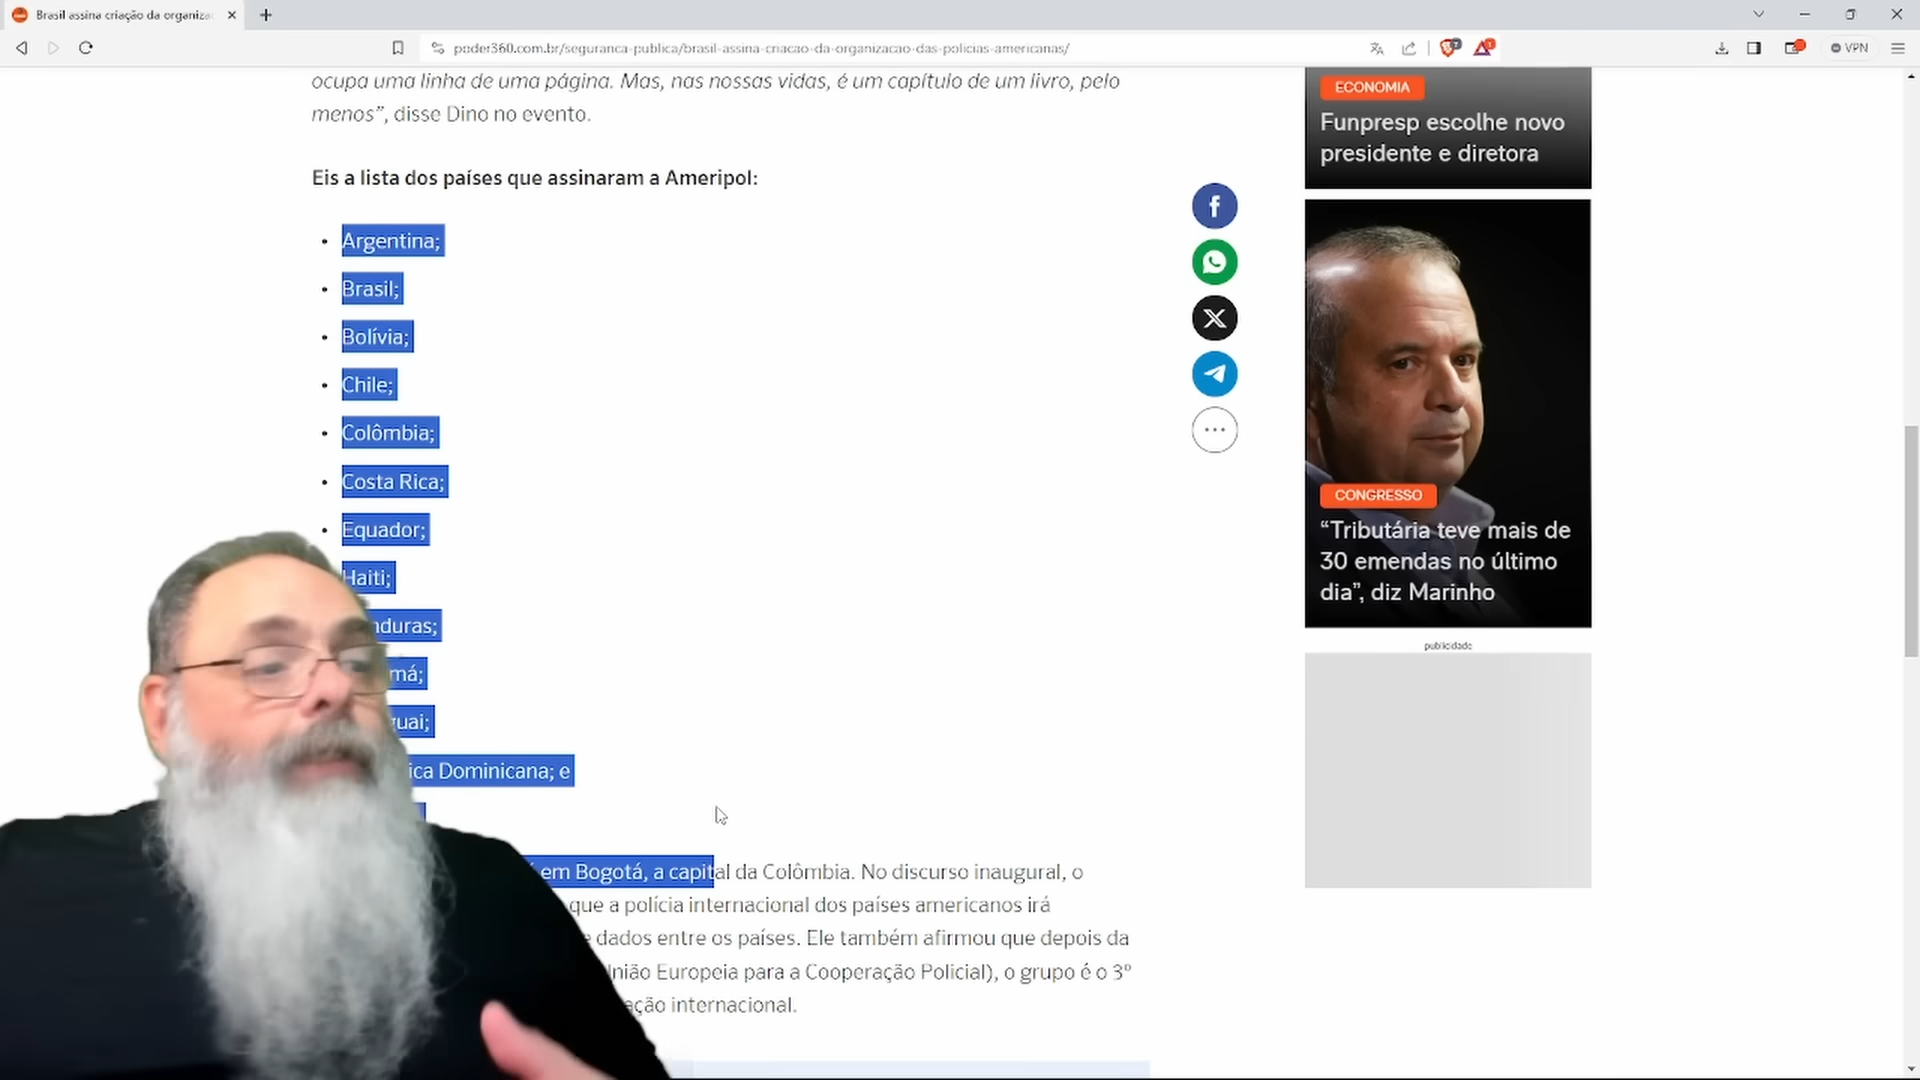 Brasil assina criação da organiza
poder360.com.br/seguranca-publica/brasil-assina-criacao-da-organizacao-das-policias-americanas/
VPN
ocupa uma linha de uma página. Mas, nas nossas vidas, é um capítulo de um livro, pelo
menos”, disse Dino no evento.
Eis a lista dos países que assinaram a Ameripol:
• Argentina;
• Brasil;
• Bolívia;
• Chile;
• Colômbia;
• Costa Rica;
• Equador;
Haiti;
nduras;
má;
guai;
ica Dominicana; e
em Bogotá, a capital da Colômbia. No discurso inaugural, o
que a polícia internacional dos países americanos irá
dados entre os países. Ele também afirmou que depois da
União Europeia para a Cooperação Policial), o grupo é o 3º
ação internacional.
ECONOMIA
Funpresp escolhe novo
presidente e diretora
CONGRESSO
“Tributária teve mais de
30 emendas no último
dia”, diz Marinho
publicidade